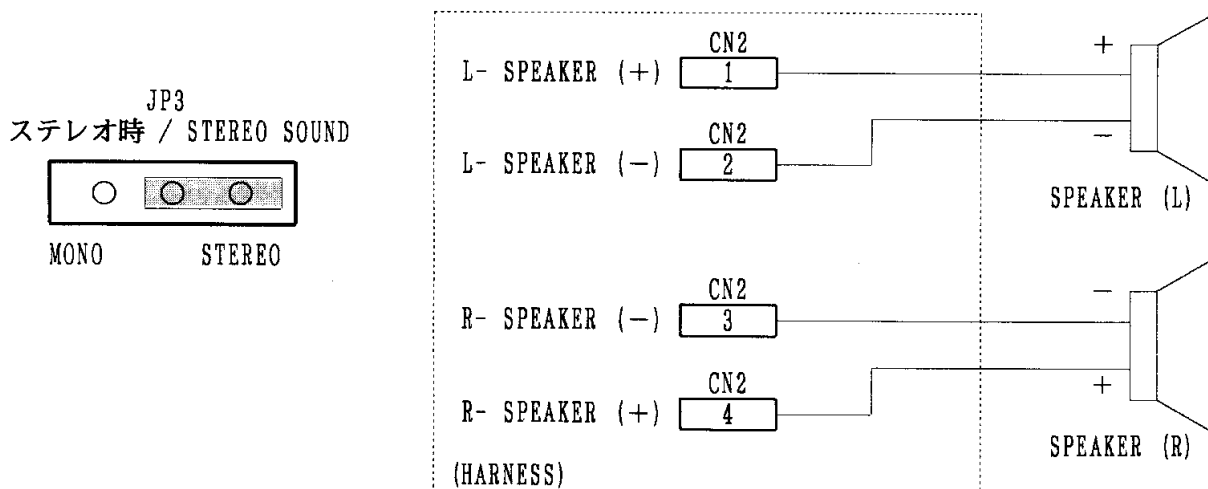 JP3
ステレオ時 / STEREO SOUND
MONO STEREO
CN2
L- SPEAKER (+) 1
+
CN2
L- SPEAKER (−) 2
−
SPEAKER (L)
CN2
R- SPEAKER (−) 3
−
CN2
R- SPEAKER (+) 4
+
SPEAKER (R)
(HARNESS)